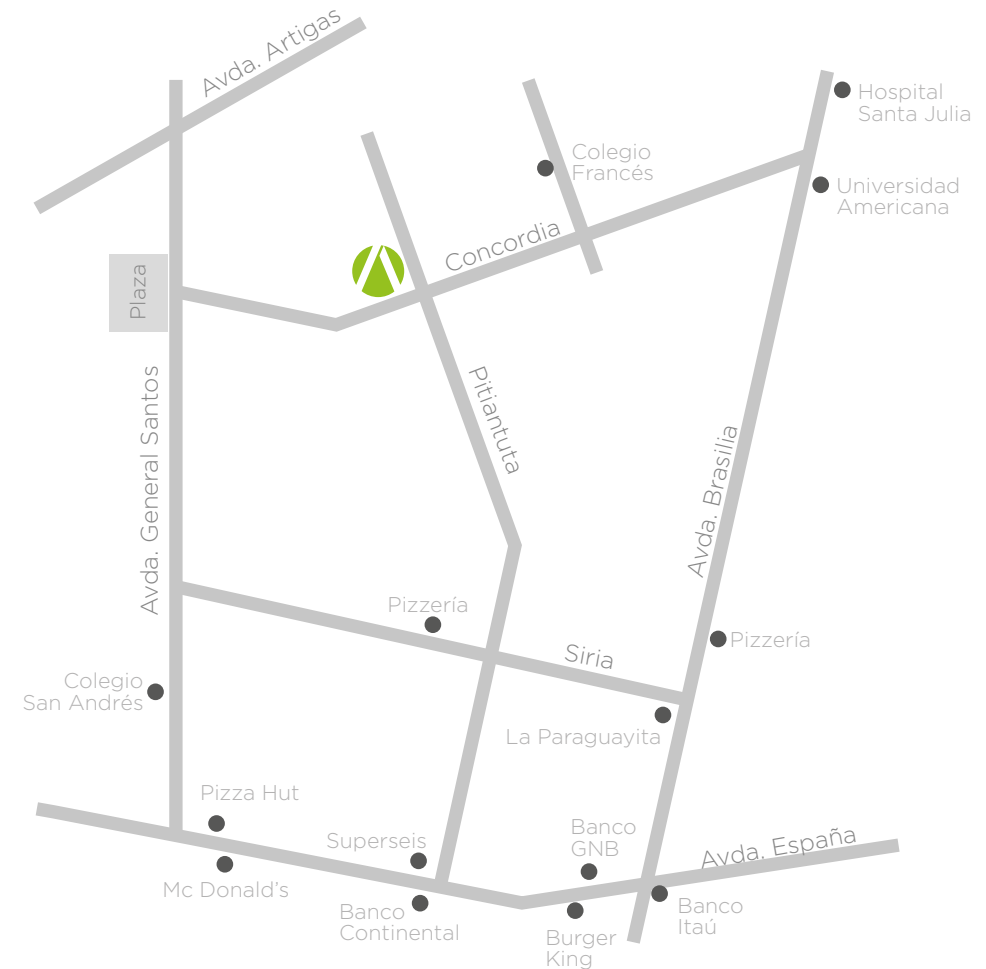 Avda. Artigas
Hospital
Santa Julia
Colegio
Francés
Universidad
Americana
Concordia
Plaza
Pitiantuta
Avda. General Santos
Avda. Brasilia
Pizzería
Siria
Pizzería
Colegio
San Andrés
La Paraguayita
Pizza Hut
Superseis
Banco
GNB
Avda. España
Mc Donald's
Banco
Continental
Banco
Itaú
Burger
King